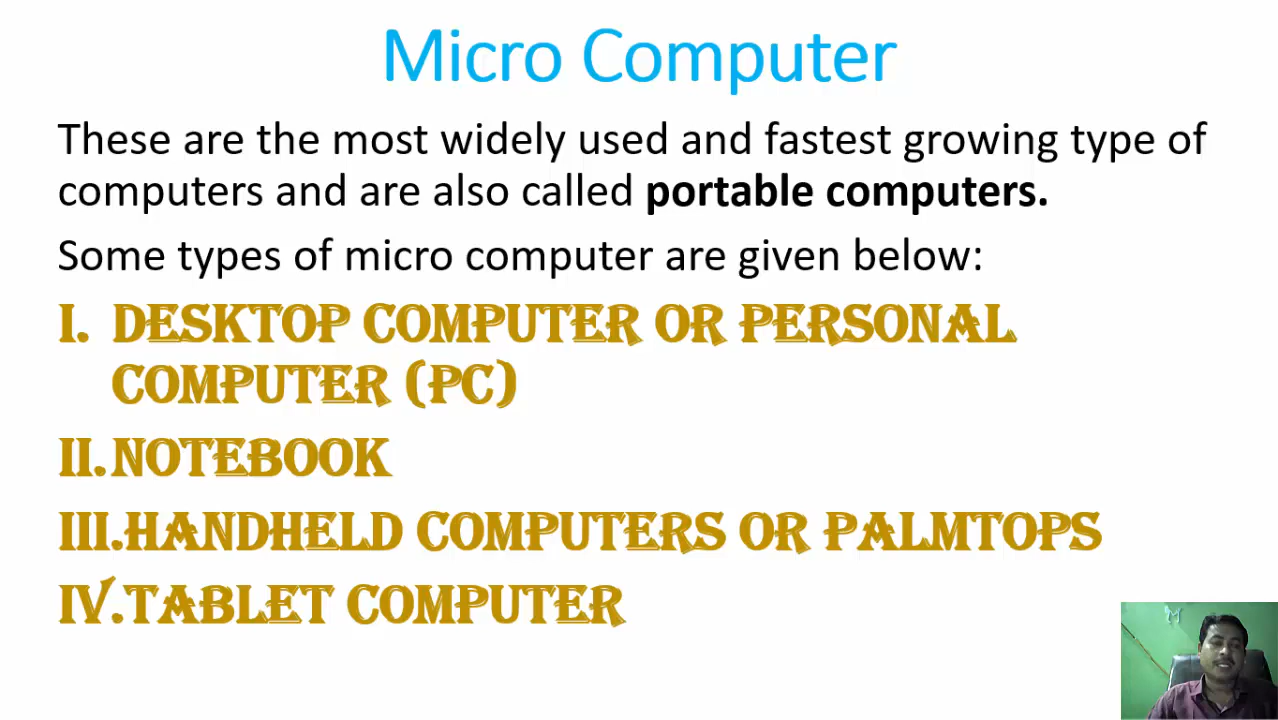 Micro Computer
These are the most widely used and fastest growing type of
computers and are also called portable computers.
Some types of micro computer are given below:
I. DESKTOP COMPUTER OR PERSONAL
COMPUTER (PC)
II.NOTEBOOK
III.HANDHELD COMPUTERS OR PALMTOPS
IV.TABLET COMPUTER